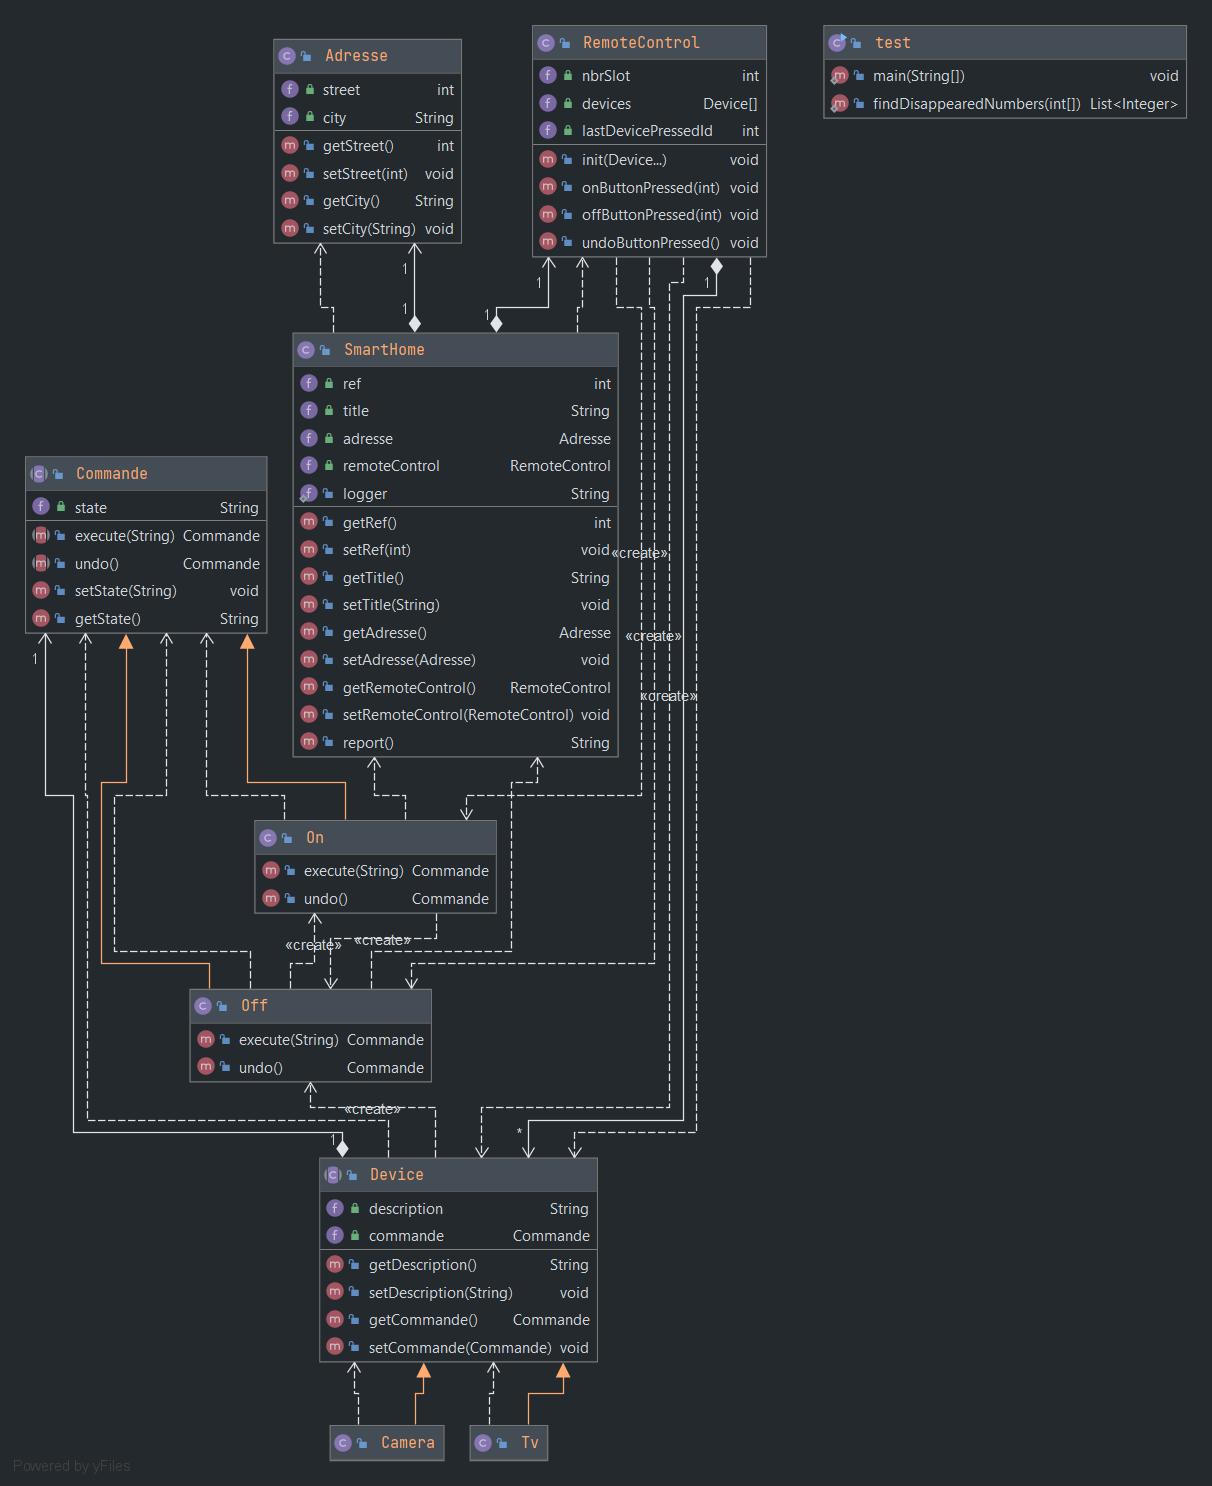 Adresse
street int
city String
getStreet() int
setStreet(int) void
getCity() String
setCity(String) void
RemoteControl
nbrSlot int
devices Device[]
lastDevicePressedId int
init(Device...) void
onButtonPressed(int) void
offButtonPressed(int) void
undoButtonPressed() void
test
main(String[]) void
findDisappearedNumbers(int[]) List<Integer>
1
1
1
1
1
SmartHome
ref int
title String
adresse Adresse
remoteControl RemoteControl
logger String
getRef() int
setRef(int) void
getTitle() String
setTitle(String) void
getAdresse() Adresse
setAdresse(Adresse) void
getRemoteControl() RemoteControl
setRemoteControl(RemoteControl) void
report() String
«create»
«create»
«create»
Commande
state String
execute(String) Commande
undo() Commande
setState(String) void
getState() String
1
On
execute(String) Commande
undo() Commande
«create»
«create»
Off
execute(String) Commande
undo() Commande
«create»
1
*
Device
description String
commande Commande
getDescription() String
setDescription(String) void
getCommande() Commande
setCommande(Commande) void
Camera
Tv
Powered by yFiles